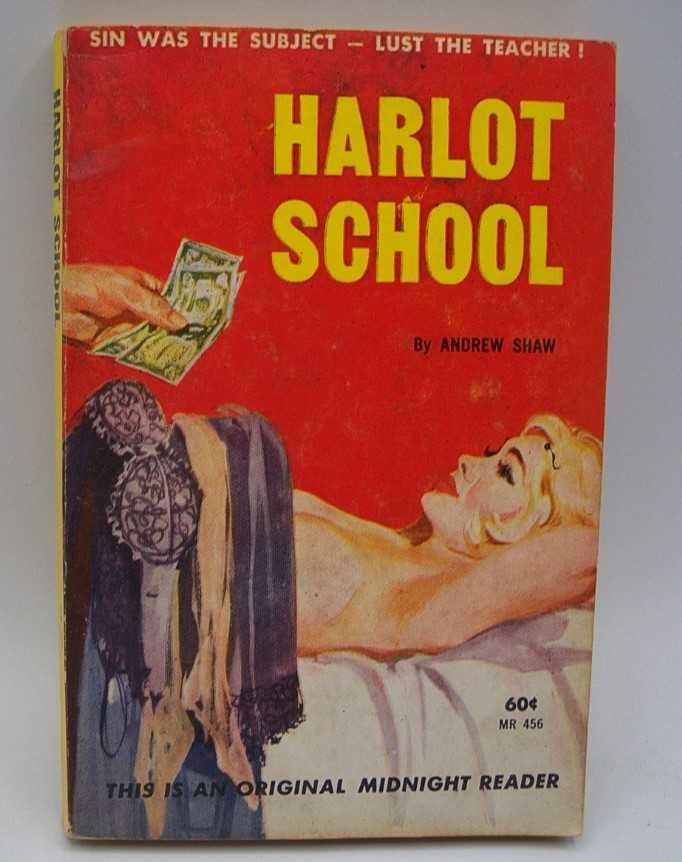 SIN WAS THE SUBJECT — LUST THE TEACHER!
HARLOT
SCHOOL
By ANDREW SHAW
HARLOT SCHOOL
60¢
MR 456
THIS IS AN ORIGINAL MIDNIGHT READER